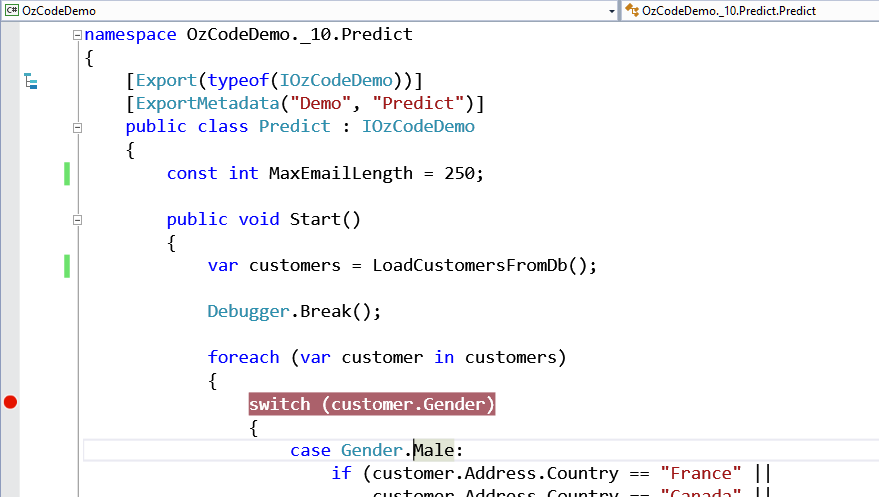 C# OzCodeDemo
OzCodeDemo._10.Predict.Predict
namespace OzCodeDemo._10.Predict
{
[Export(typeof(IOzCodeDemo))]
[ExportMetadata("Demo", "Predict")]
public class Predict : IOzCodeDemo
{
const int MaxEmailLength = 250;
public void Start()
{
var customers = LoadCustomersFromDb();
Debugger.Break();
foreach (var customer in customers)
{
switch (customer.Gender)
{
case Gender.Male:
if (customer.Address.Country == "France" ||
customer.Address.Country == "Canada" ||